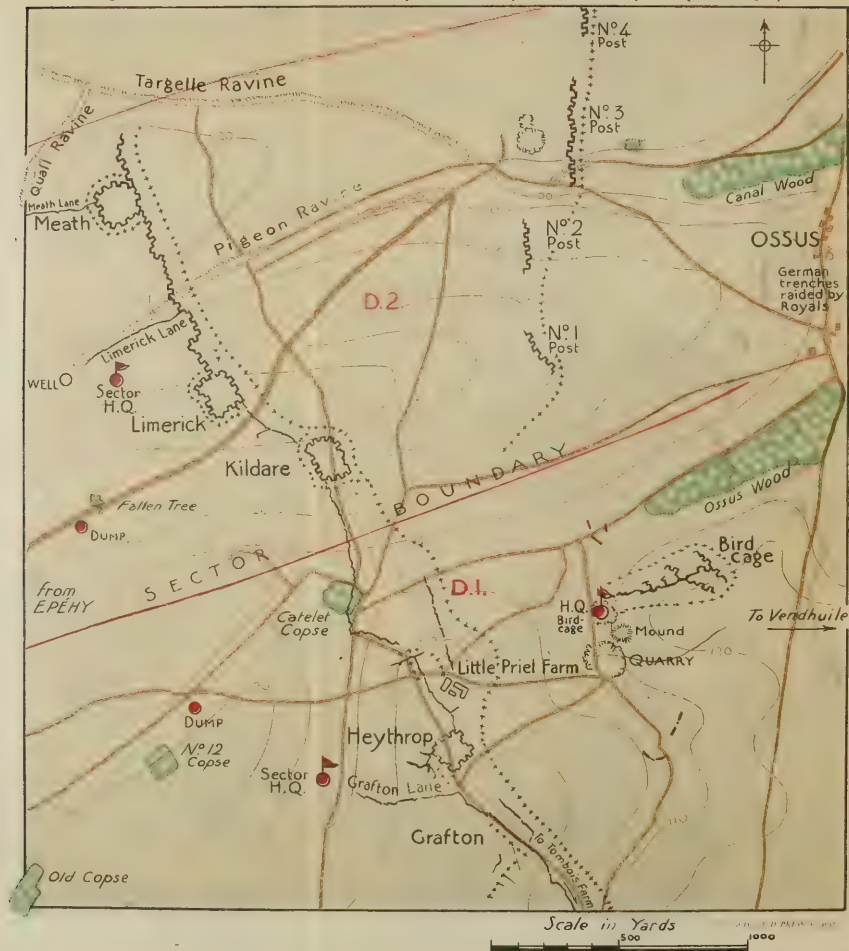 Nº 4
Post
Targelle Ravine
Quail Ravine
Nº 3
Post
Meath Lane
Meath
Pigeon Ravine
Canal Wood
Nº 2
Post
OSSUS
German
trenches
raided by
Royals
D.2.
Nº 1
Post
Limerick Lane
WELL
Sector
H.Q.
Limerick
Kildare
SECTOR BOUNDARY
Ossus Wood
Fallen Tree
DUMP.
Bird
Cage
from
EPÉHY
D.1.
H.Q.
Bird-
cage
Catelet
Copse
Mound
To Vendhuile
Little Priel Farm
QUARRY
120
DUMP
Heythrop
Nº 12
Copse
Sector
H.Q.
Grafton Lane
110
Grafton
To Tombois Farm
Old Copse
Scale in Yards
500
1000